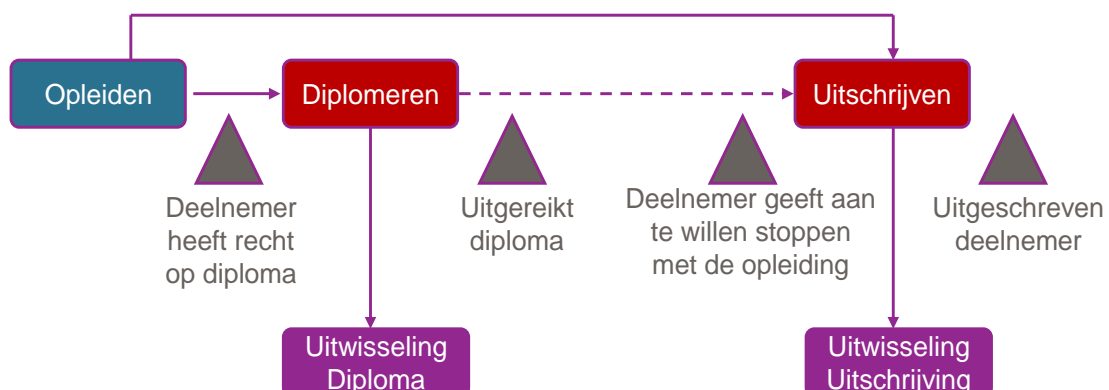 Opleiden
Diplomeren
Uitschrijven
Deelnemer
heeft recht
op diploma
Uitgereikt
diploma
Deelnemer geeft aan
te willen stoppen
met de opleiding
Uitgeschreven
deelnemer
Uitwisseling
Diploma
Uitwisseling
Uitschrijving